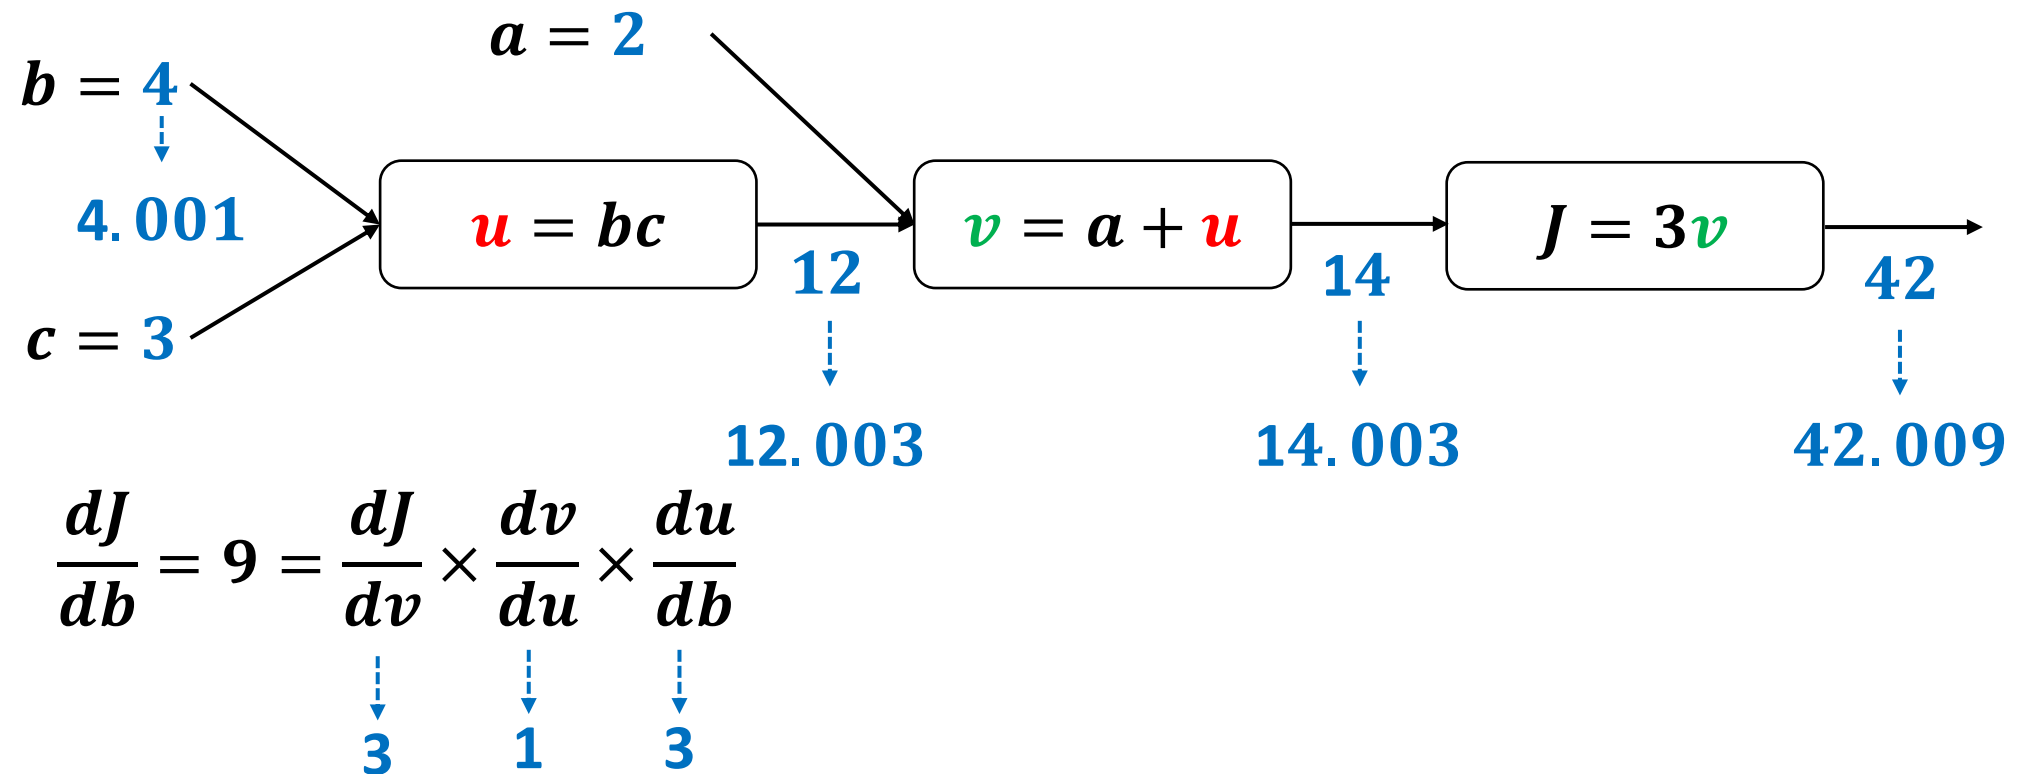 a = 2
b = 4
4.001
c = 3
u = bc
v = a + u
J = 3v
12
14
42
12.003
14.003
42.009
dJ/db = 9 = dJ/dv × dv/du × du/db
3
1
3